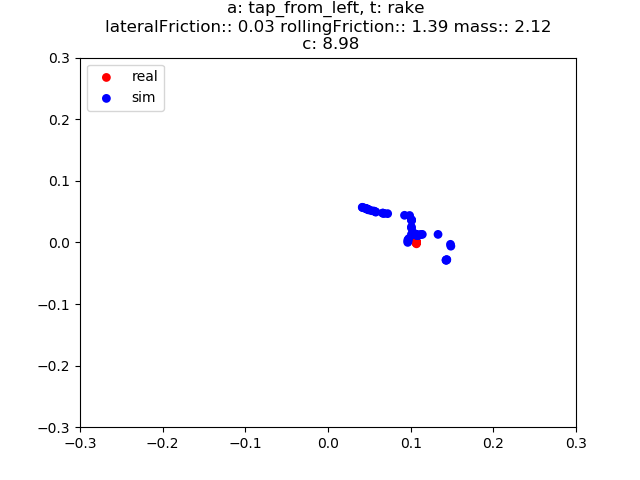 a: tap_from_left, t: rake
lateralFriction:: 0.03 rollingFriction:: 1.39 mass:: 2.12
c: 8.98
real
sim
0.3
0.2
0.1
0.0
−0.1
−0.2
−0.3
−0.3
−0.2
−0.1
0.0
0.1
0.2
0.3